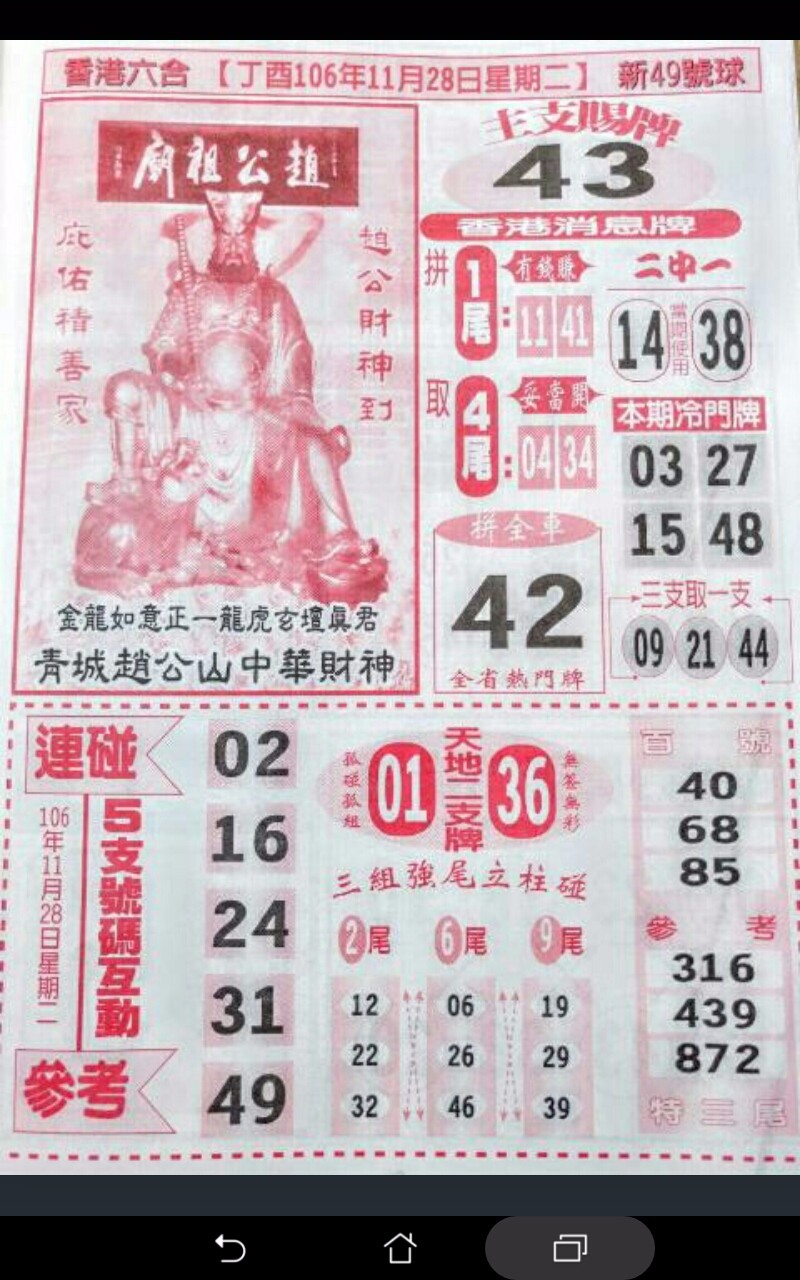 香港六合 【丁酉106年11月28日星期二】 新49號球
趙公祖廟
趙公財神到
庇佑積善家
金龍如意正一龍虎玄壇眞君
青城趙公山中華財神
主支賜牌
43
香港消息牌
拼 1尾 : 有錢賺 11 41
取 4尾 : 妥當開 04 34
二中一
14 當期使用 38
本期冷門牌
03 27
15 48
拼全車
42
全省熱門牌
三支取一支
09 21 44
連碰
5支號碼互動
106年11月28日星期二
參考
02
16
24
31
49
孤碰孤組 01 天地二支牌 36 無簽無彩
三組強尾立柱碰
2尾 6尾 9尾
12 06 19
22 26 29
32 46 39
百號
40
68
85
參考
316
439
872
特三尾